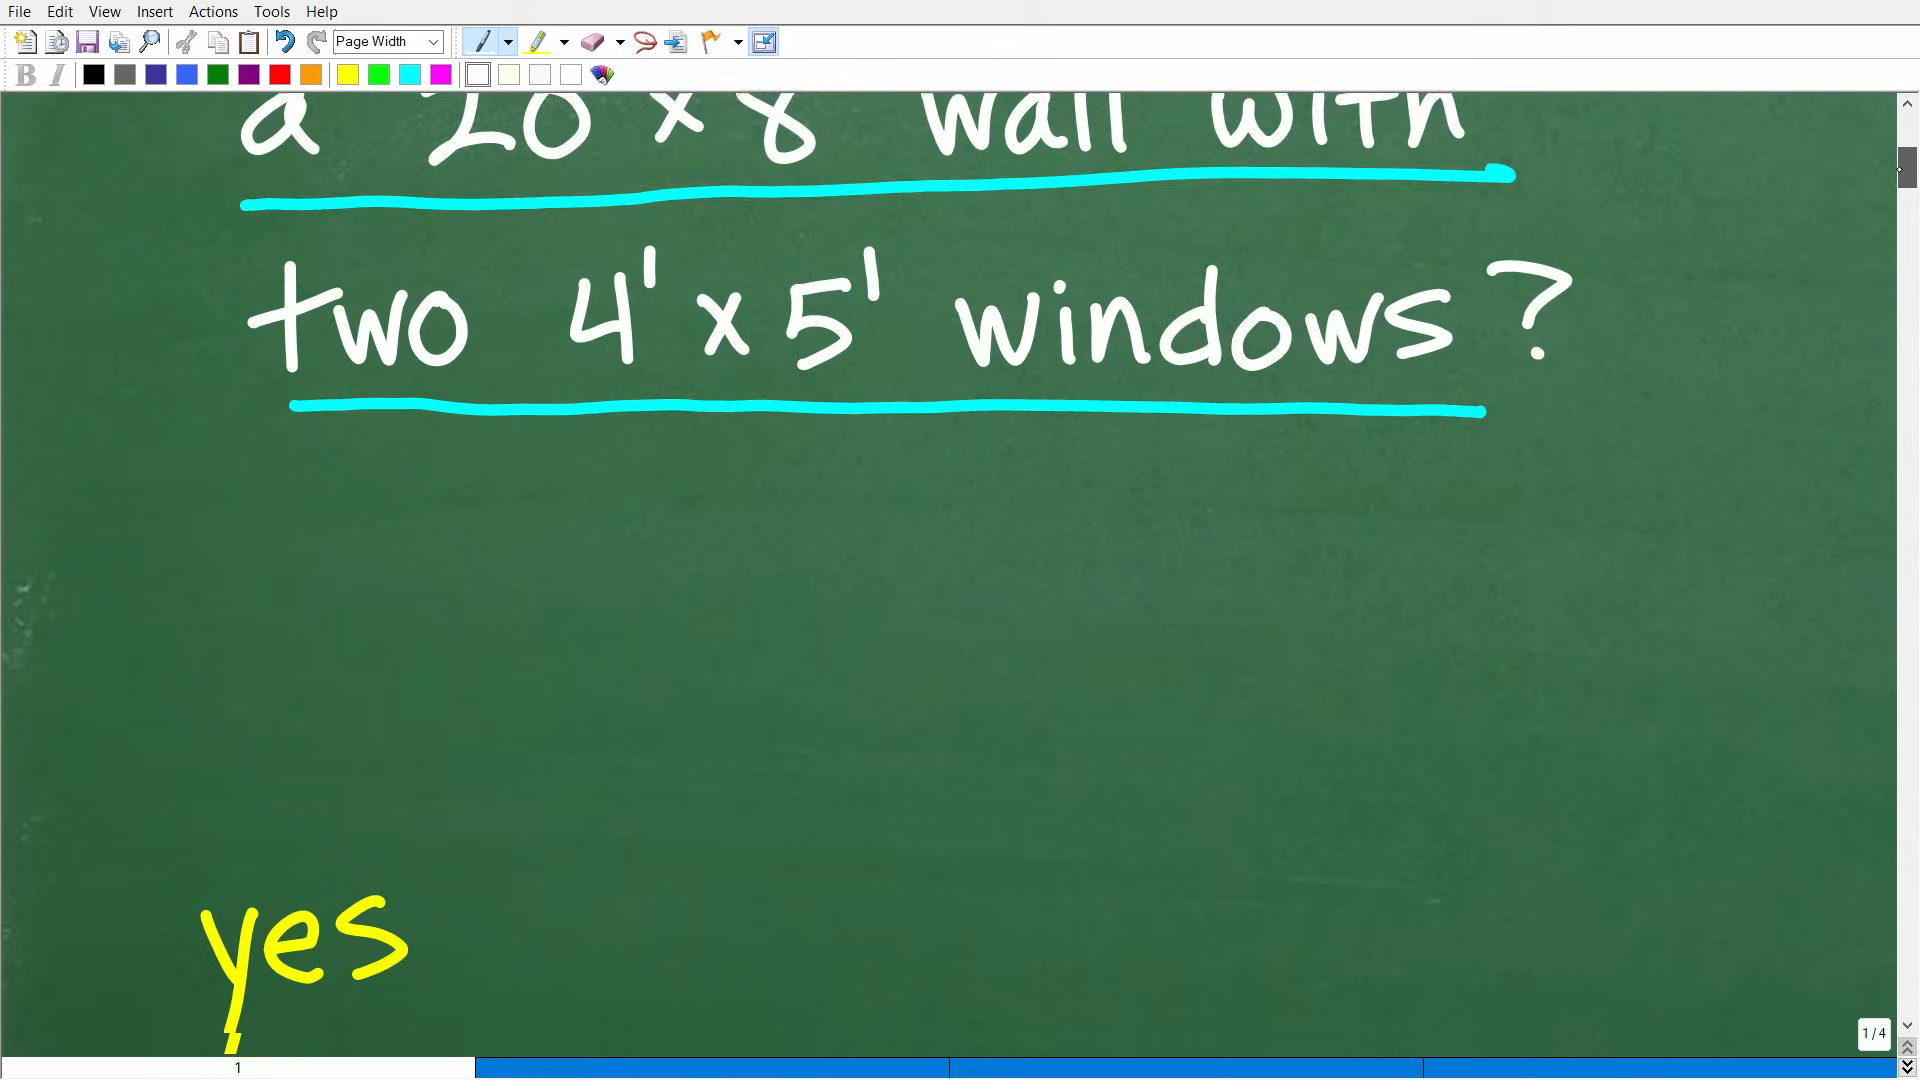 File Edit View Insert Actions Tools Help
Page Width
B I
a 20 x 8 wall with
two 4' x 5' windows?
yes
1 / 4
1